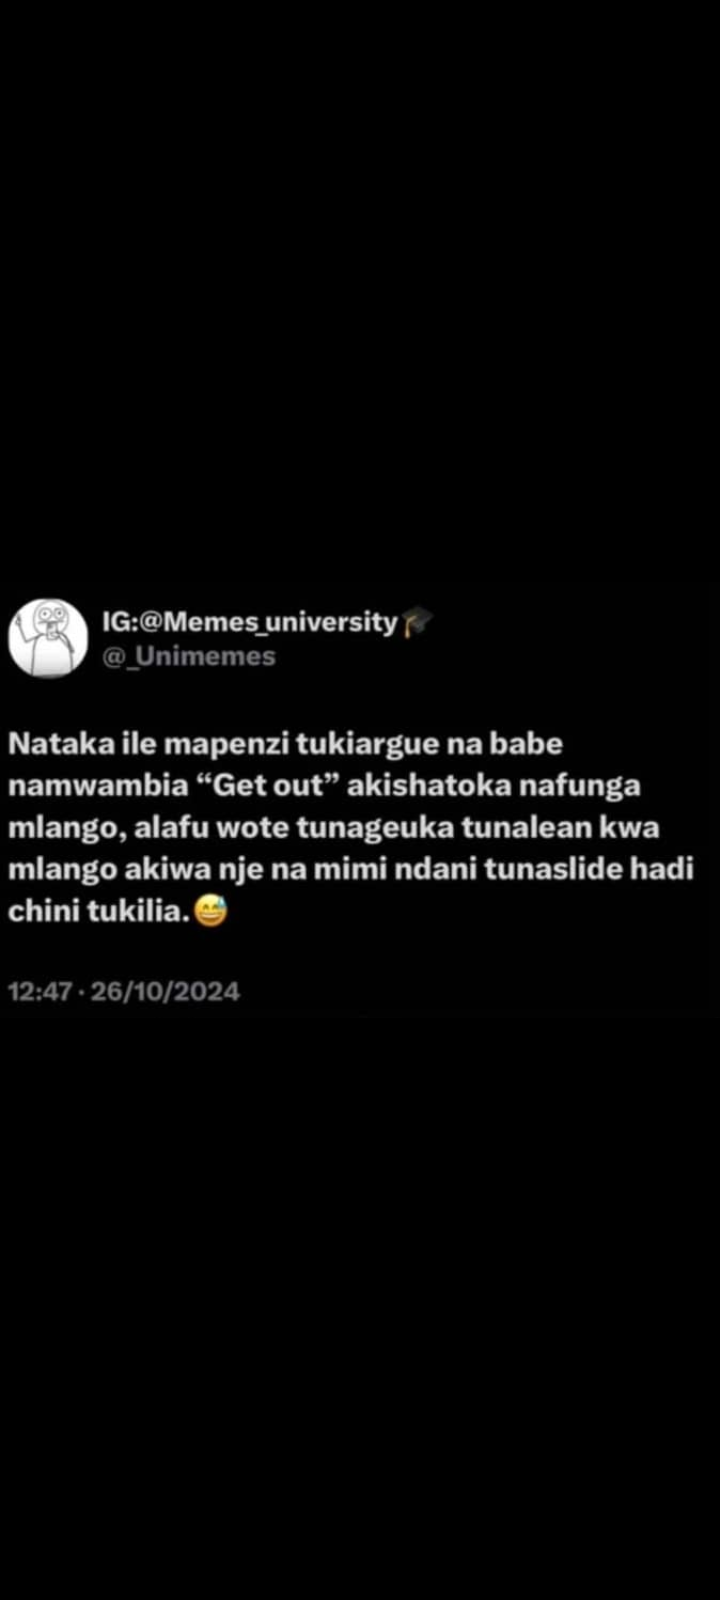 IG:@Memes_university🎓
@_Unimemes
Nataka ile mapenzi tukiargue na babe
namwambia “Get out” akishatoka nafunga
mlango, alafu wote tunageuka tunalean kwa
mlango akiwa nje na mimi ndani tunaslide hadi
chini tukilia.😅
12:47 · 26/10/2024